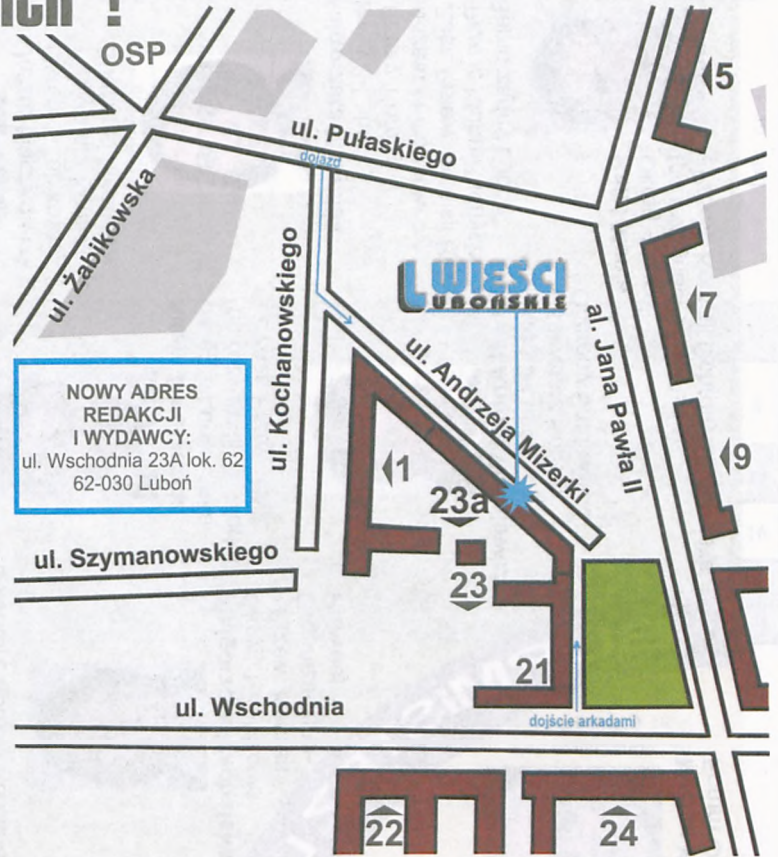 OSP
5
ul. Pułaskiego
dojazd
ul. Żabikowska
ul. Kochanowskiego
WIEŚCI
LUBOŃSKIE
7
al. Jana Pawła II
ul. Andrzeja Mizerki
NOWY ADRES
REDAKCJI
I WYDAWCY:
ul. Wschodnia 23A lok. 62
62-030 Luboń
1
9
23a
ul. Szymanowskiego
23
21
ul. Wschodnia
dojście arkadami
22
24